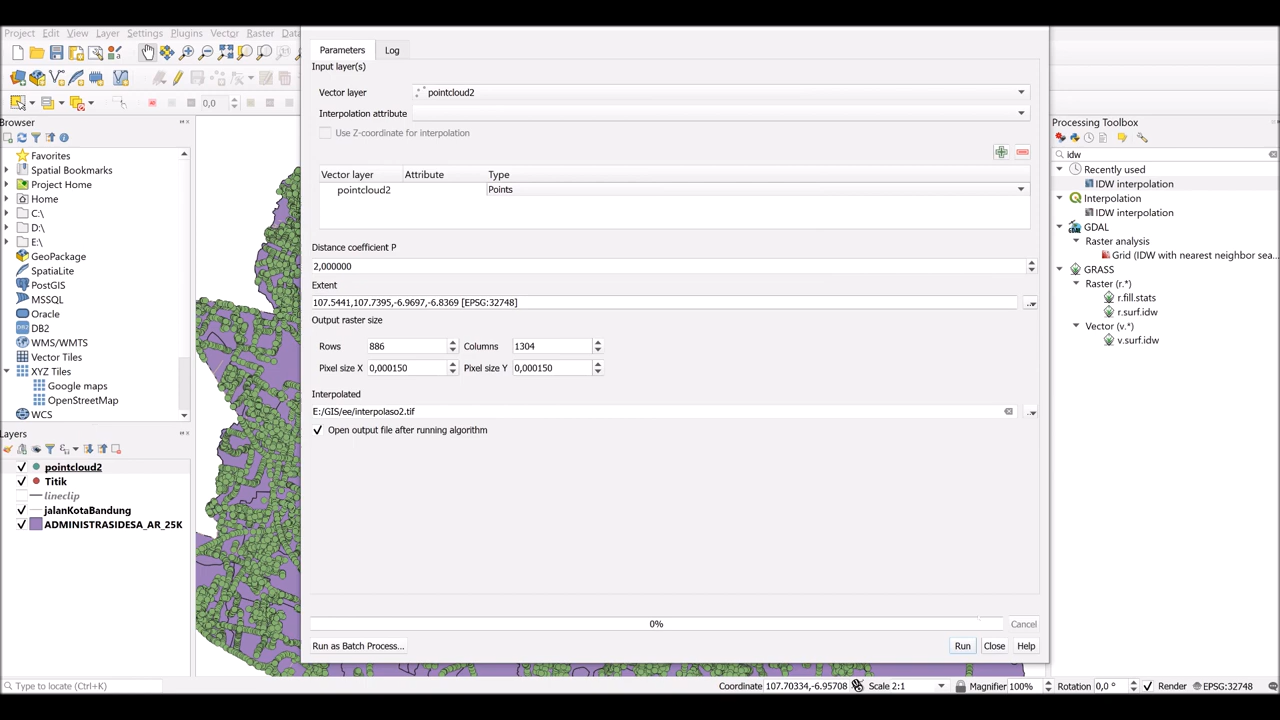 Project Edit View Layer Settings Plugins Vector Raster
Parameters Log
Input layer(s)
Vector layer pointcloud2
Interpolation attribute
Use Z-coordinate for interpolation
Vector layer Attribute Type
pointcloud2 Points
Distance coefficient P
2,000000
Extent
107.5441,107.7395,-6.9697,-6.8369 [EPSG:32748]
Output raster size
Rows 886 Columns 1304
Pixel size X 0,000150 Pixel size Y 0,000150
Interpolated
E:/GIS/ee/interpolaso2.tif
Open output file after running algorithm
0%
Cancel
Run as Batch Process...
Run Close Help
0,0
Browser
Favorites
Spatial Bookmarks
Project Home
Home
C:\
D:\
E:\
GeoPackage
SpatiaLite
PostGIS
MSSQL
Oracle
DB2
WMS/WMTS
Vector Tiles
XYZ Tiles
Google maps
OpenStreetMap
WCS
Layers
pointcloud2
Titik
lineclip
jalanKotaBandung
ADMINISTRASIDESA_AR_25K
Processing Toolbox
idw
Recently used
IDW interpolation
Interpolation
IDW interpolation
GDAL
Raster analysis
Grid (IDW with nearest neighbor sea...
GRASS
Raster (r.*)
r.fill.stats
r.surf.idw
Vector (v.*)
v.surf.idw
Type to locate (Ctrl+K)
Coordinate 107.70334,-6.95708 Scale 2:1 Magnifier 100% Rotation 0,0 ° Render EPSG:32748